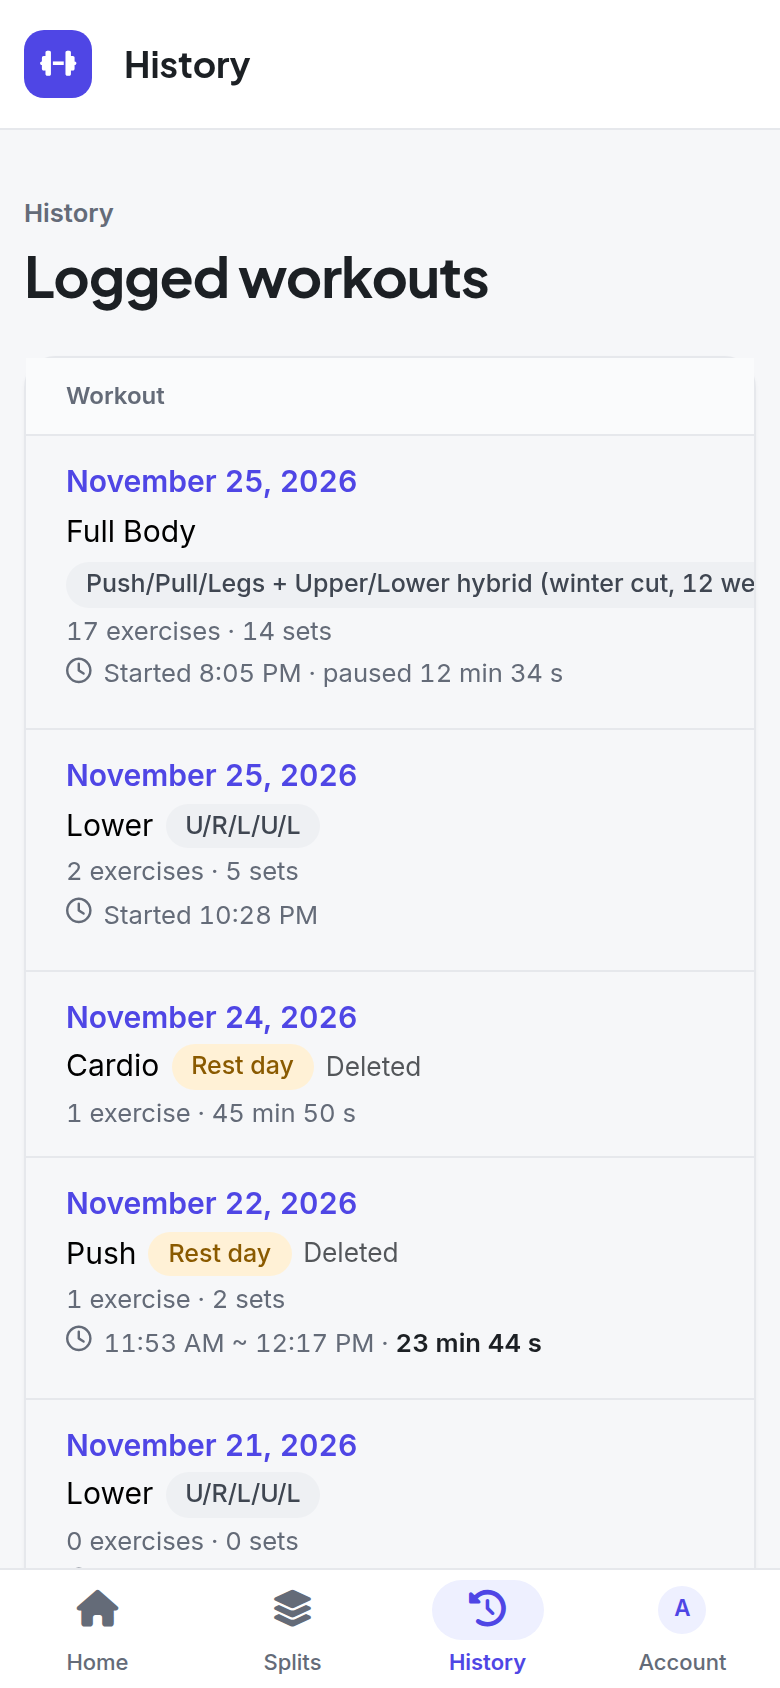 History
History
Logged workouts
Workout
November 25, 2026
Full Body
Push/Pull/Legs + Upper/Lower hybrid (winter cut, 12
17 exercises · 14 sets
Started 8:05 PM · paused 12 min 34 s
November 25, 2026
Lower U/R/L/U/L
2 exercises · 5 sets
Started 10:28 PM
November 24, 2026
Cardio Rest day Deleted
1 exercise · 45 min 50 s
November 22, 2026
Push Rest day Deleted
1 exercise · 2 sets
11:53 AM ~ 12:17 PM · 23 min 44 s
November 21, 2026
Lower U/R/L/U/L
0 exercises · 0 sets
Home Splits History A Account